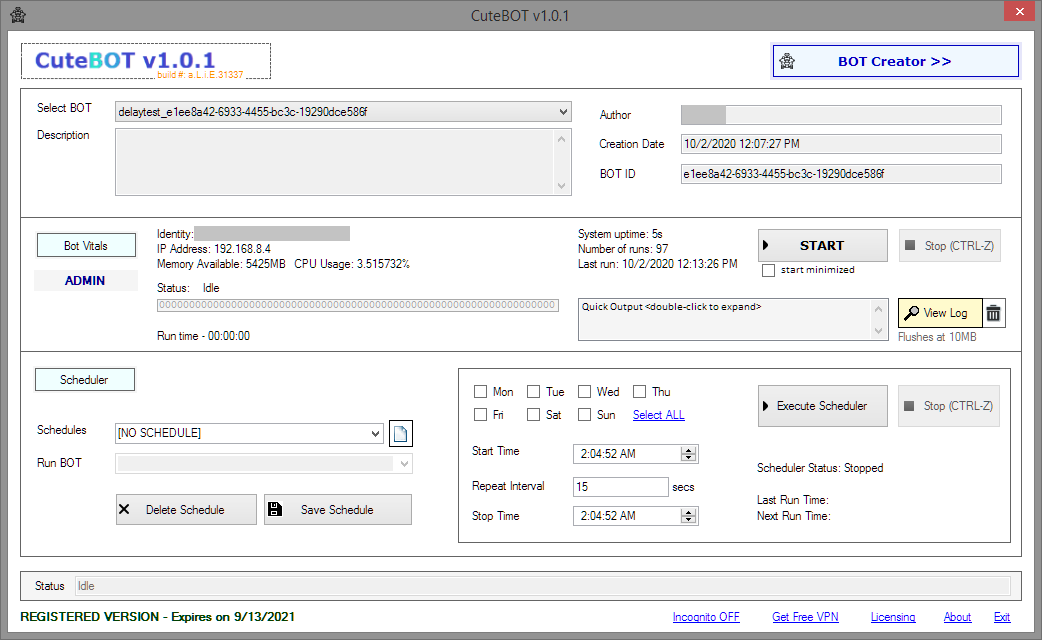 CuteBOT v1.0.1
CuteBOT v1.0.1
build #: a.L.i.E.31337
BOT Creator >>
Select BOT
delaytest_e1ee8a42-6933-4455-bc3c-19290dce586f
Description
Author
Creation Date
10/2/2020 12:07:27 PM
BOT ID
e1ee8a42-6933-4455-bc3c-19290dce586f
Bot Vitals
ADMIN
Identity:
IP Address: 192.168.8.4
Memory Available: 5425MB CPU Usage: 3.515732%
Status: Idle
Run time - 00:00:00
System uptime: 5s
Number of runs: 97
Last run: 10/2/2020 12:13:26 PM
START
Stop (CTRL-Z)
start minimized
Quick Output <double-click to expand>
View Log
Flushes at 10MB
Scheduler
Schedules
[NO SCHEDULE]
Run BOT
Delete Schedule
Save Schedule
Mon Tue Wed Thu
Fri Sat Sun Select ALL
Start Time
2:04:52 AM
Repeat Interval
15 secs
Stop Time
2:04:52 AM
Execute Scheduler
Stop (CTRL-Z)
Scheduler Status: Stopped
Last Run Time:
Next Run Time:
Status Idle
REGISTERED VERSION - Expires on 9/13/2021
Incognito OFF
Get Free VPN
Licensing
About
Exit